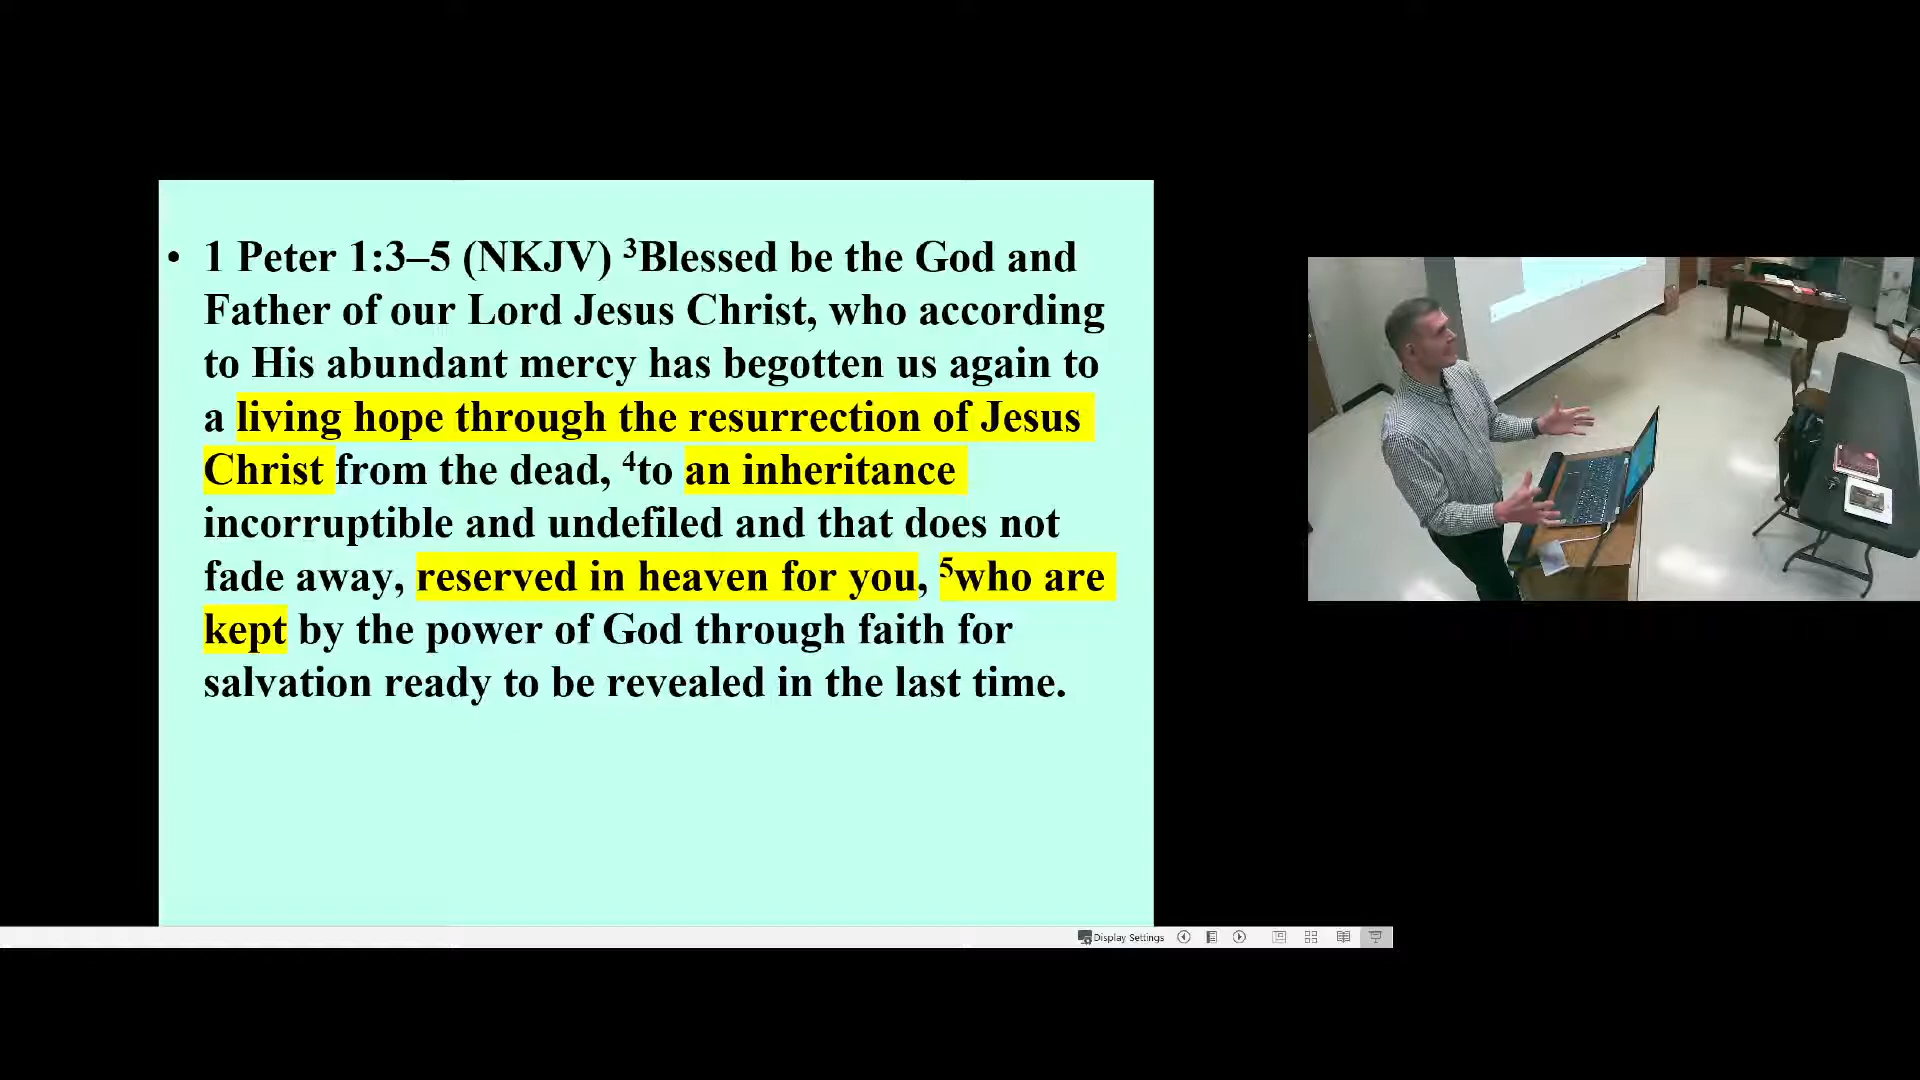 • 1 Peter 1:3–5 (NKJV) ³Blessed be the God and
Father of our Lord Jesus Christ, who according
to His abundant mercy has begotten us again to
a living hope through the resurrection of Jesus
Christ from the dead, ⁴to an inheritance
incorruptible and undefiled and that does not
fade away, reserved in heaven for you, ⁵who are
kept by the power of God through faith for
salvation ready to be revealed in the last time.
Display Settings